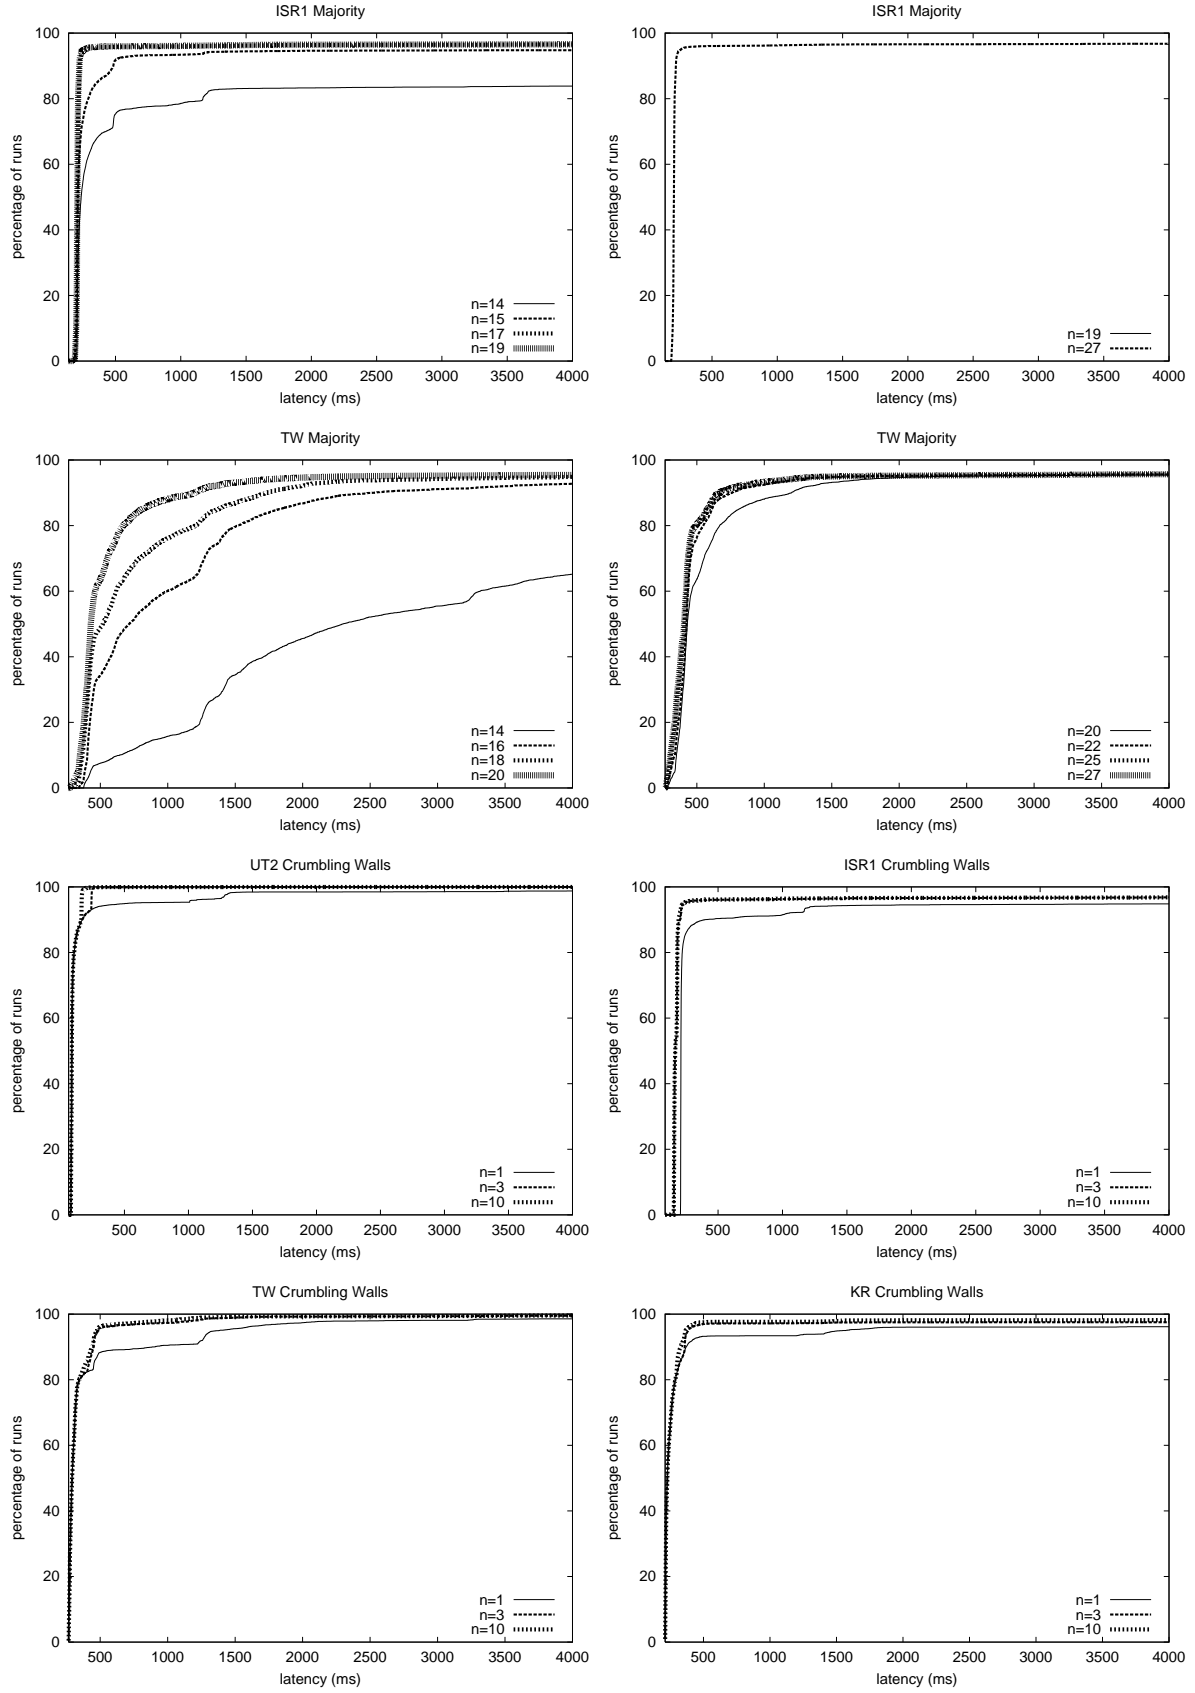 ISR1 Majority
100
80
60
40
20
0
percentage of runs
n=14
n=15
n=17
n=19
500 1000 1500 2000 2500 3000 3500 4000
latency (ms)
ISR1 Majority
100
80
60
40
20
0
percentage of runs
n=19
n=27
500 1000 1500 2000 2500 3000 3500 4000
latency (ms)
TW Majority
100
80
60
40
20
0
percentage of runs
n=14
n=16
n=18
n=20
500 1000 1500 2000 2500 3000 3500 4000
latency (ms)
TW Majority
100
80
60
40
20
0
percentage of runs
n=20
n=22
n=25
n=27
500 1000 1500 2000 2500 3000 3500 4000
latency (ms)
UT2 Crumbling Walls
100
80
60
40
20
0
percentage of runs
n=1
n=3
n=10
500 1000 1500 2000 2500 3000 3500 4000
latency (ms)
ISR1 Crumbling Walls
100
80
60
40
20
0
percentage of runs
n=1
n=3
n=10
500 1000 1500 2000 2500 3000 3500 4000
latency (ms)
TW Crumbling Walls
100
80
60
40
20
0
percentage of runs
n=1
n=3
n=10
500 1000 1500 2000 2500 3000 3500 4000
latency (ms)
KR Crumbling Walls
100
80
60
40
20
0
percentage of runs
n=1
n=3
n=10
500 1000 1500 2000 2500 3000 3500 4000
latency (ms)